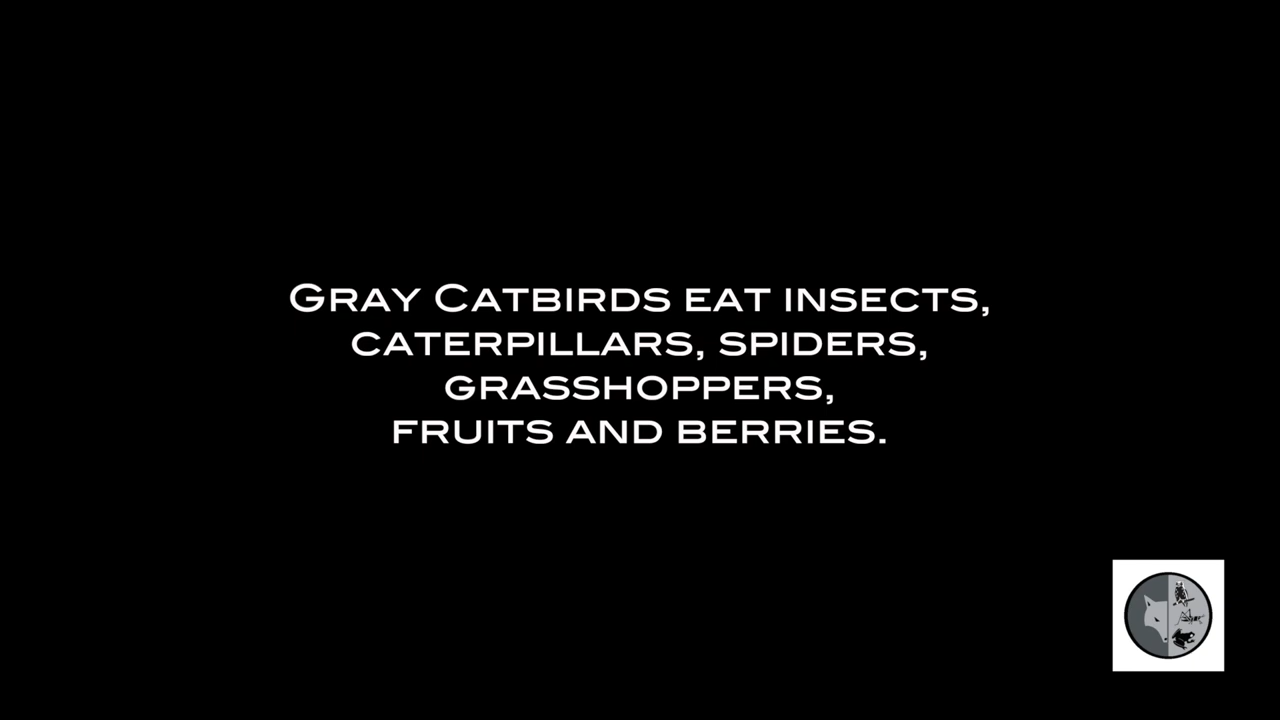 Gray Catbirds eat insects,
caterpillars, spiders,
grasshoppers,
fruits and berries.